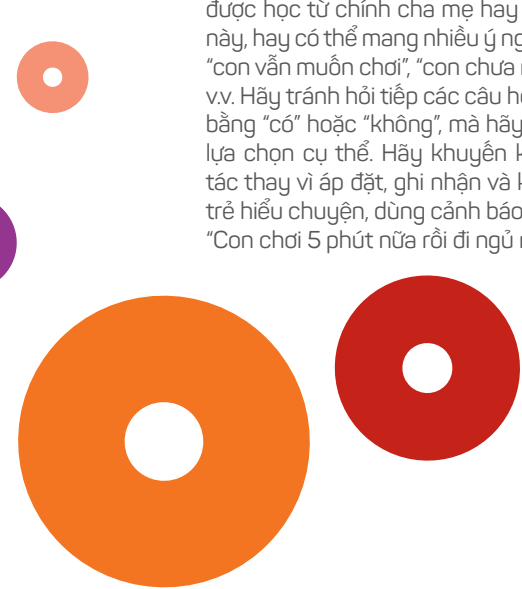 được học từ chính cha mẹ hay
này, hay có thể mang nhiều ý
“con vẫn muốn chơi”, “con chưa
v.v. Hãy tránh hỏi tiếp các câu
bằng “có” hoặc “không”, mà hãy
lựa chọn cụ thể. Hãy khuyến
tác thay vì áp đặt, ghi nhận và
trẻ hiểu chuyện, dùng cảnh báo
“Con chơi 5 phút nữa rồi đi ngủ